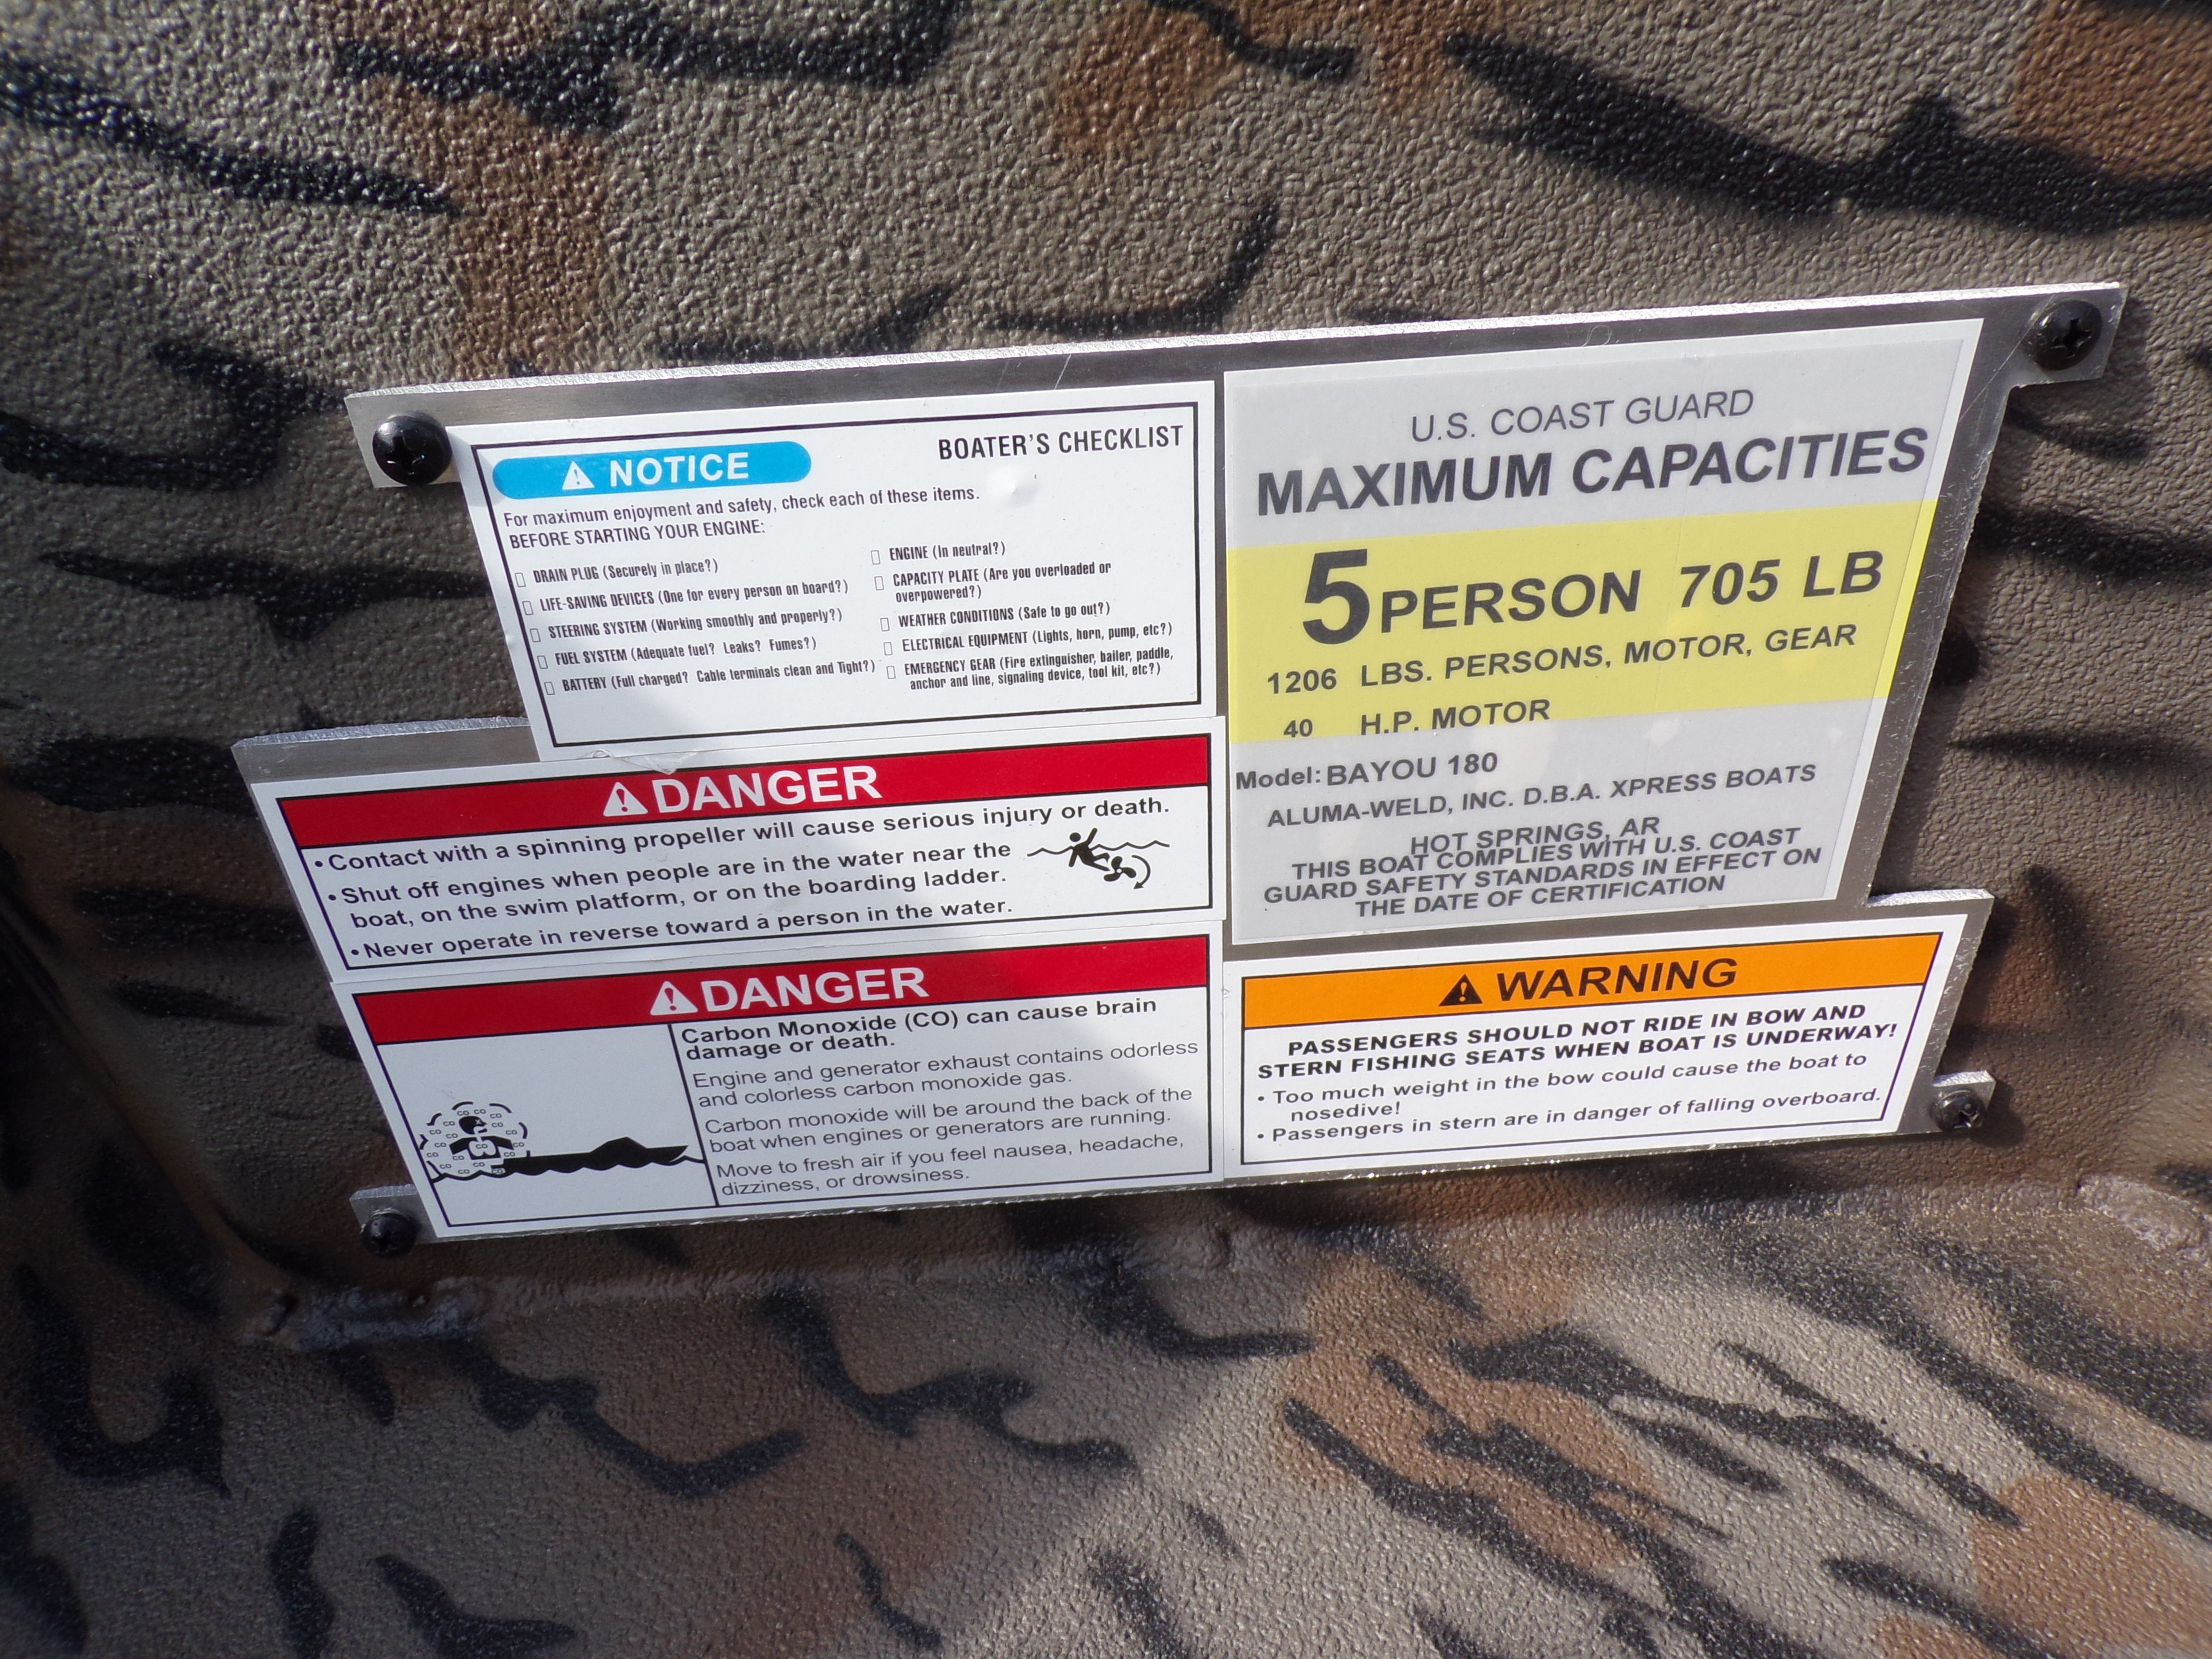 NOTICE
BOATER'S CHECKLIST
For maximum enjoyment and safety, check each of these items.
BEFORE STARTING YOUR ENGINE:
DRAIN PLUG (Securely in place?)
LIFE-SAVING DEVICES (One for every person on board?)
STEERING SYSTEM (Working smoothly and properly?)
FUEL SYSTEM (Adequate fuel? Leaks? Fumes?)
BATTERY (Full charged? Cable terminals clean and Tight?)
ENGINE (In neutral?)
CAPACITY PLATE (Are you overloaded or
overpowered?)
WEATHER CONDITIONS (Safe to go out?)
ELECTRICAL EQUIPMENT (Lights, horn, pump, etc?)
EMERGENCY GEAR (Fire extinguisher, bailer, paddle,
anchor and line, signaling device, tool kit, etc?)
DANGER
• Contact with a spinning propeller will cause serious injury or death.
• Shut off engines when people are in the water near the
boat, on the swim platform, or on the boarding ladder.
• Never operate in reverse toward a person in the water.
DANGER
Carbon Monoxide (CO) can cause brain
damage or death.
Engine and generator exhaust contains odorless
and colorless carbon monoxide gas.
Carbon monoxide will be around the back of the
boat when engines or generators are running.
Move to fresh air if you feel nausea, headache,
dizziness, or drowsiness.
U.S. COAST GUARD
MAXIMUM CAPACITIES
5 PERSON 705 LB
1206 LBS. PERSONS, MOTOR, GEAR
40 H.P. MOTOR
Model: BAYOU 180
ALUMA-WELD, INC. D.B.A. XPRESS BOATS
HOT SPRINGS, AR
THIS BOAT COMPLIES WITH U.S. COAST
GUARD SAFETY STANDARDS IN EFFECT ON
THE DATE OF CERTIFICATION
WARNING
PASSENGERS SHOULD NOT RIDE IN BOW AND
STERN FISHING SEATS WHEN BOAT IS UNDERWAY!
• Too much weight in the bow could cause the boat to
nosedive!
• Passengers in stern are in danger of falling overboard.